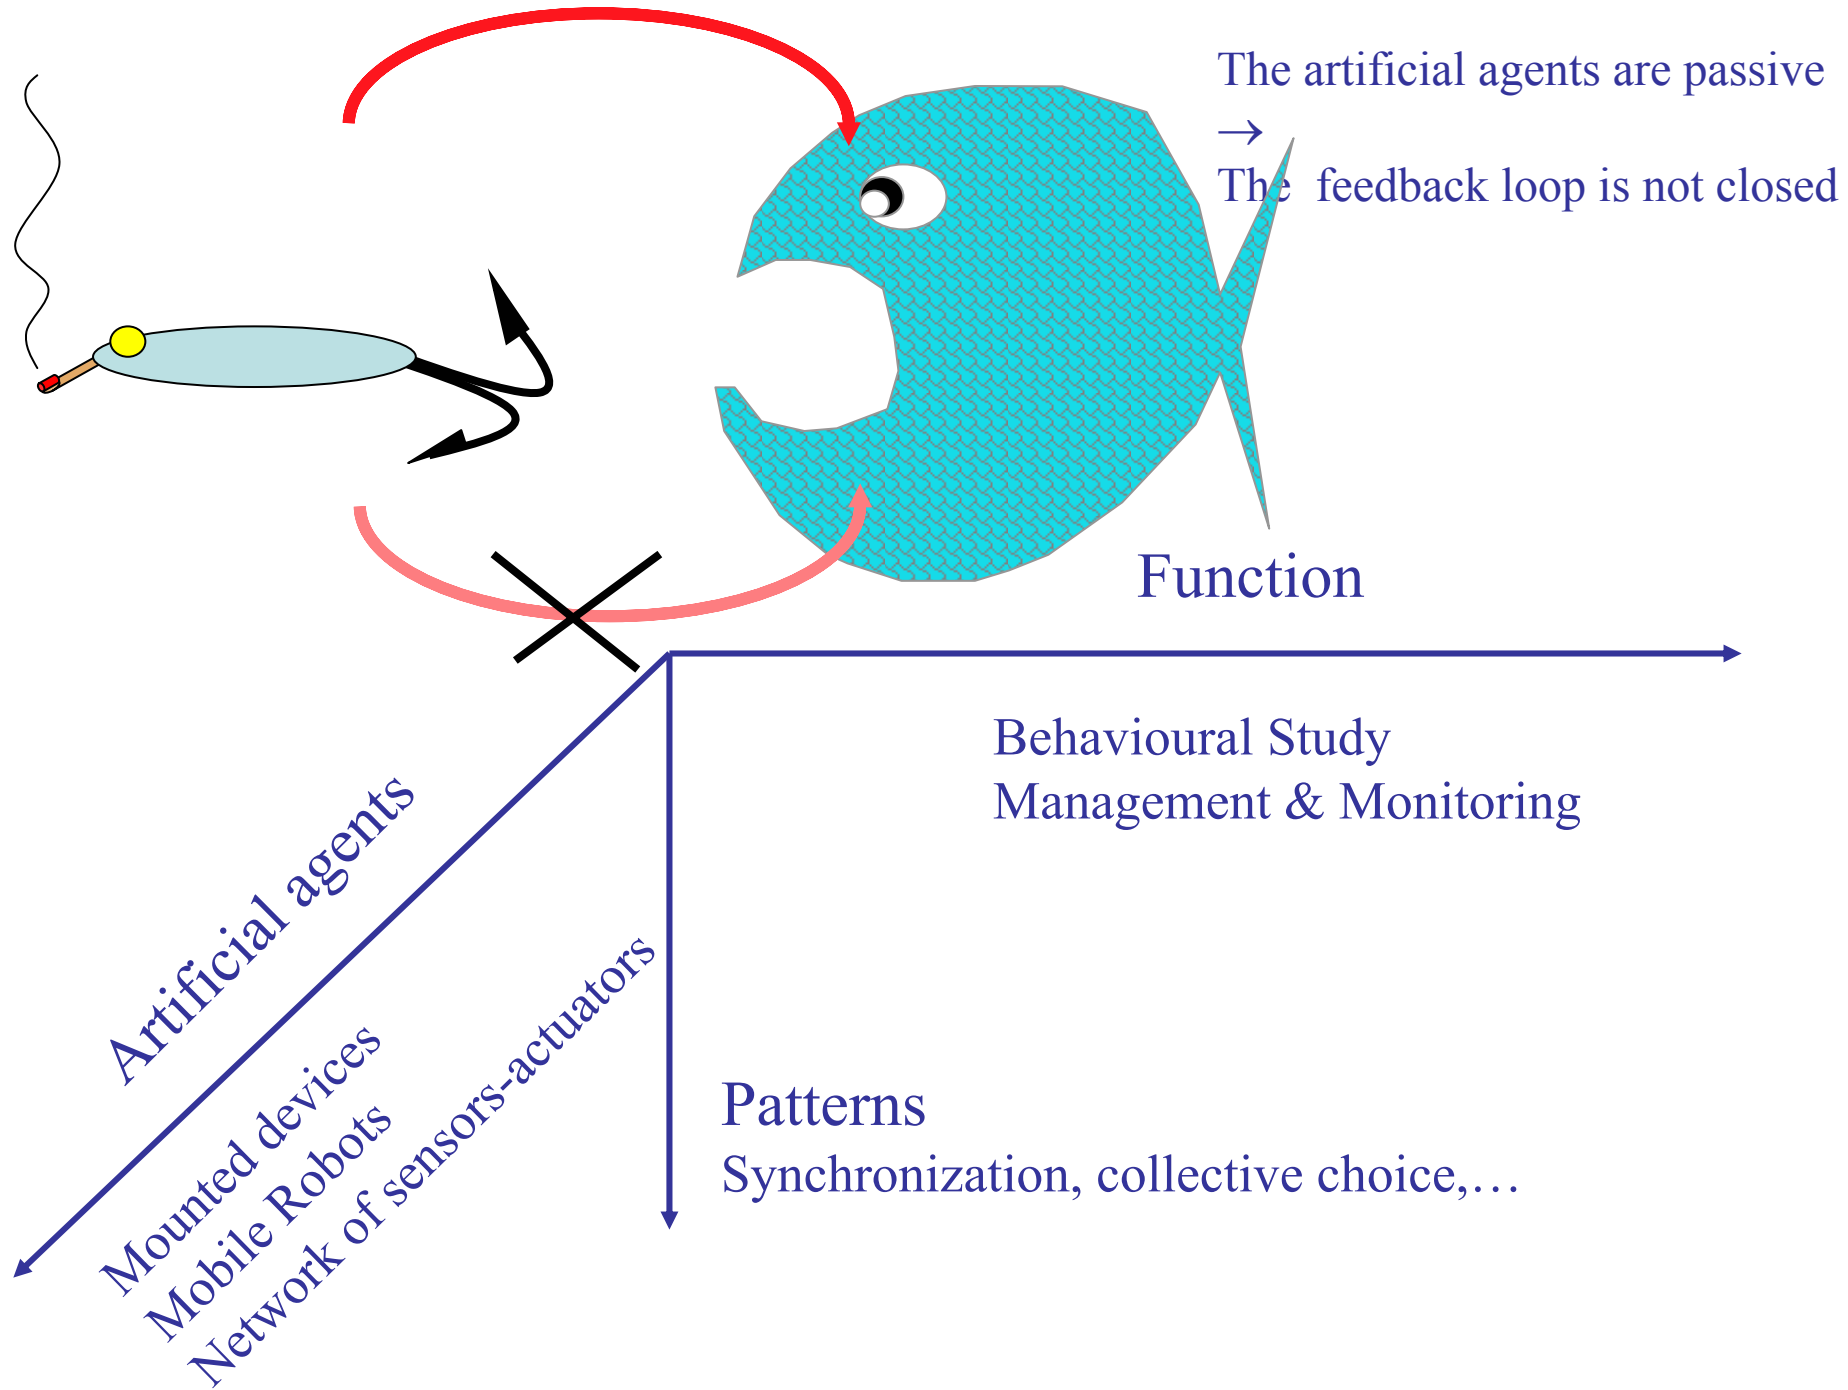 The artificial agents are passive
→
The feedback loop is not closed
Function
Behavioural Study
Management & Monitoring
Artificial agents
Mounted devices
Mobile Robots
Network of sensors-actuators
Patterns
Synchronization, collective choice,…